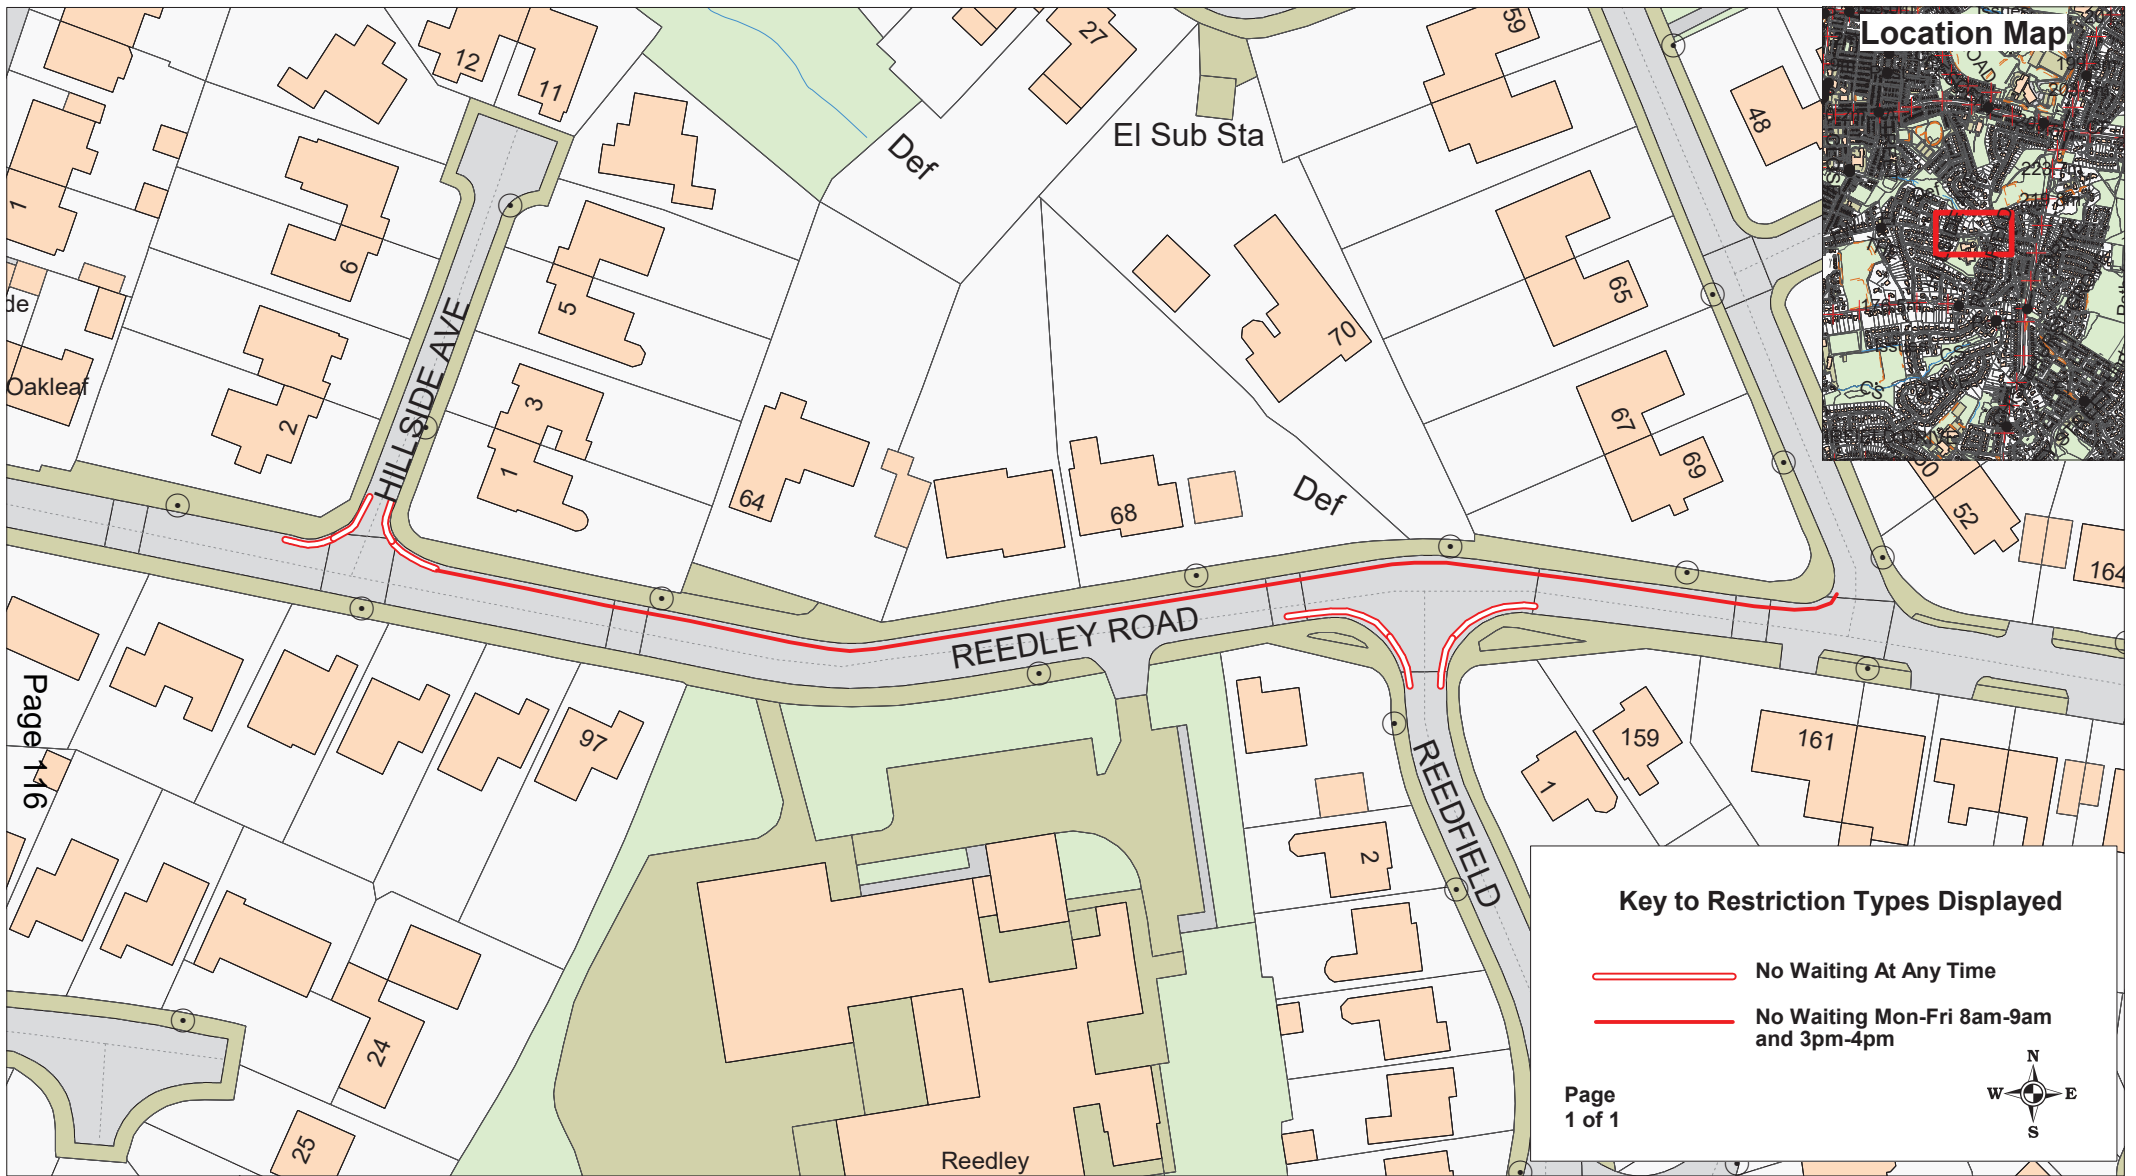 Location Map
59
27
12
11
48
El Sub Sta
Def
1
6
65
de
5
70
HILLSIDE AVE
Oakleaf
3
67
2
69
1
64
Def
68
52
164
REEDLEY ROAD
Page 116
97
REEDFIELD
159
161
1
2
Key to Restriction Types Displayed
No Waiting At Any Time
No Waiting Mon-Fri 8am-9am
and 3pm-4pm
24
N
W E
S
Page
1 of 1
25
Reedley